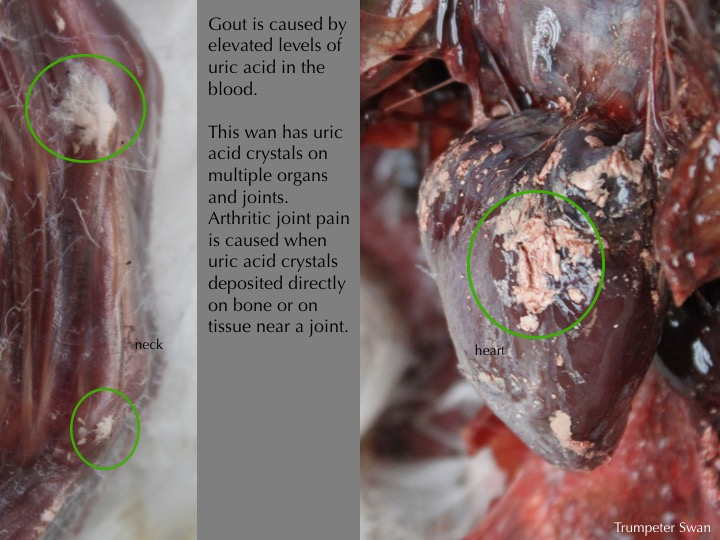 Gout is caused by
elevated levels of
uric acid in the
blood.
This wan has uric
acid crystals on
multiple organs
and joints.
Arthritic joint pain
is caused when
uric acid crystals
deposited directly
on bone or on
tissue near a joint.
neck
heart
Trumpeter Swan